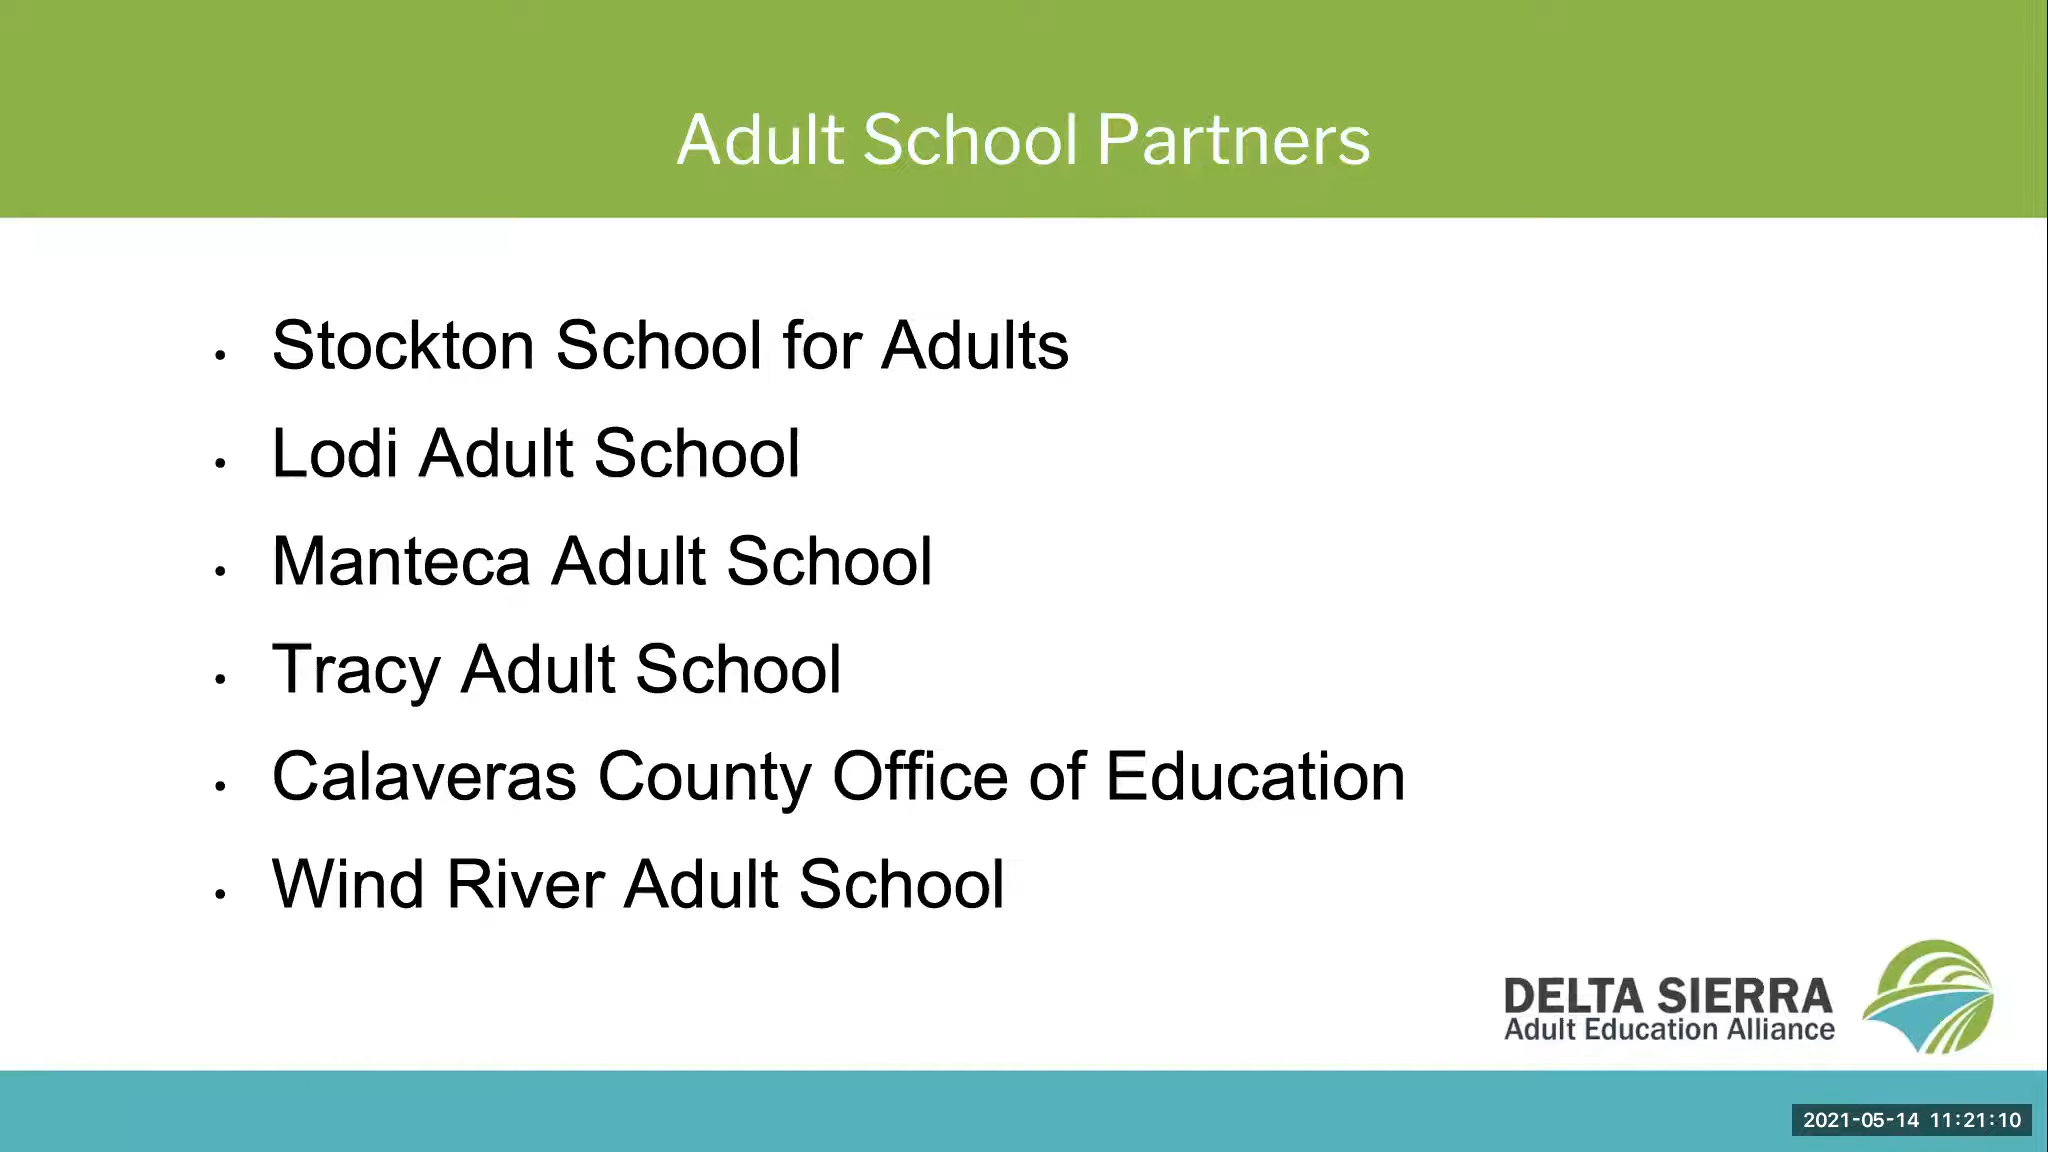 Adult School Partners
• Stockton School for Adults
• Lodi Adult School
• Manteca Adult School
• Tracy Adult School
• Calaveras County Office of Education
• Wind River Adult School
DELTA SIERRA
Adult Education Alliance
2021-05-14 11:21:10